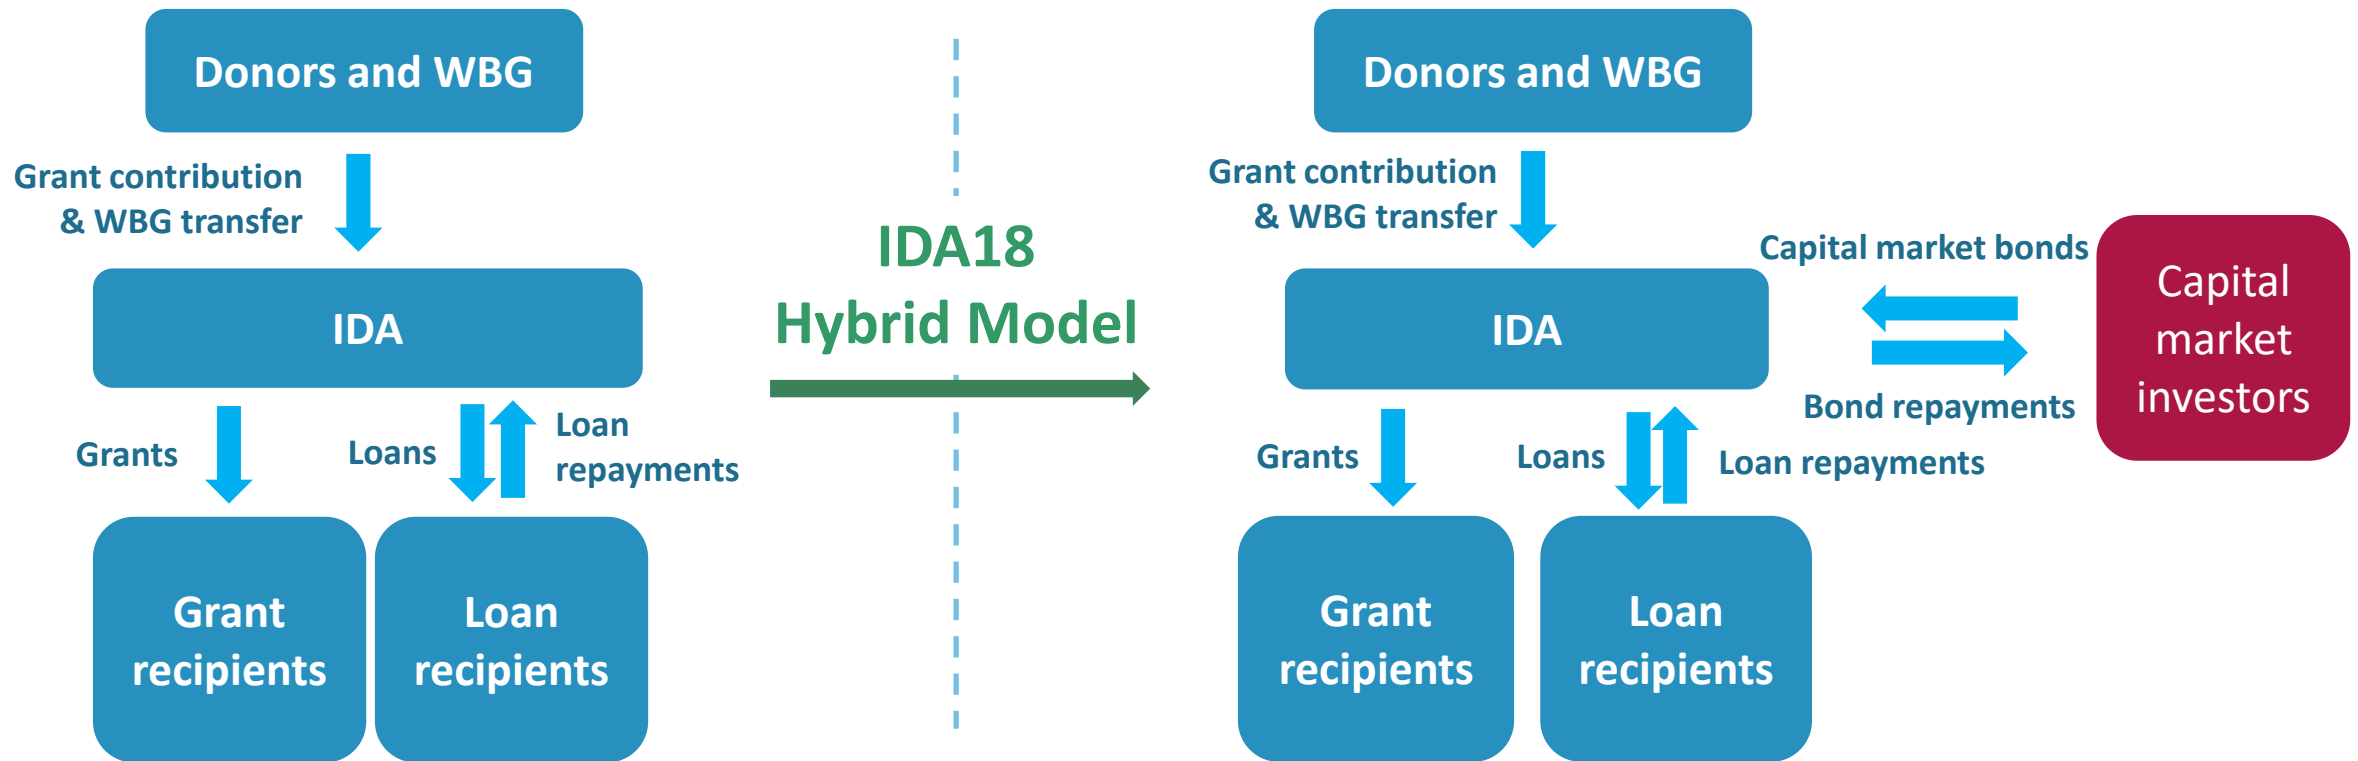 Donors and WBG
Grant contribution
& WBG transfer
IDA
Grants
Loans
Loan
repayments
Grant
recipients
Loan
recipients
IDA18
Hybrid Model
Donors and WBG
Grant contribution
& WBG transfer
IDA
Capital market bonds
Bond repayments
Capital
market
investors
Grants
Loans
Loan repayments
Grant
recipients
Loan
recipients